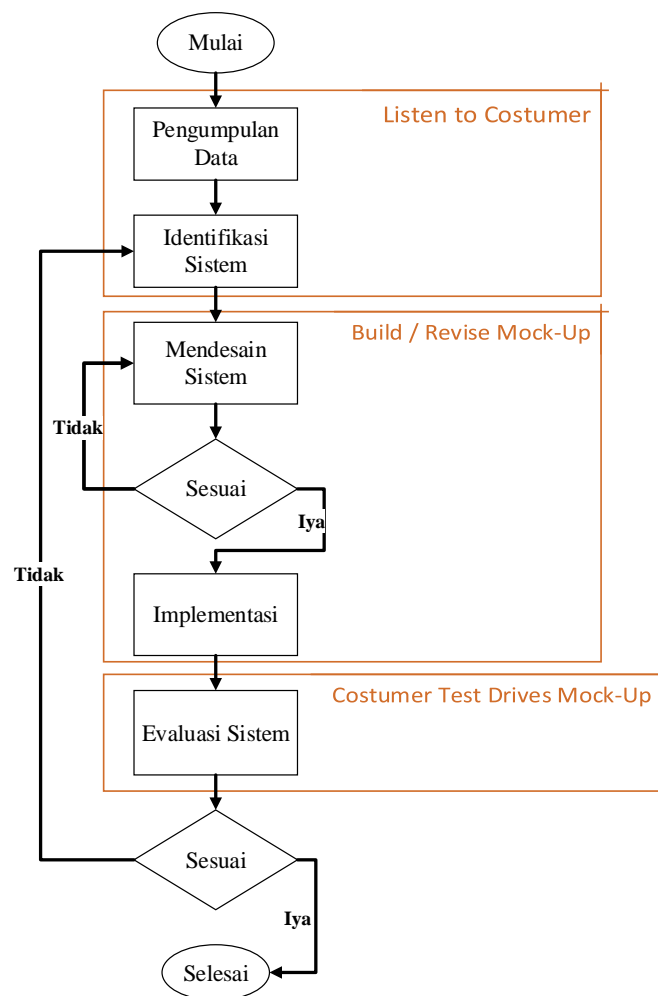 Mulai
Listen to Costumer
Pengumpulan
Data
Identifikasi
Sistem
Build / Revise Mock-Up
Mendesain
Sistem
Tidak
Sesuai
Iya
Tidak
Implementasi
Costumer Test Drives Mock-Up
Evaluasi Sistem
Sesuai
Iya
Selesai